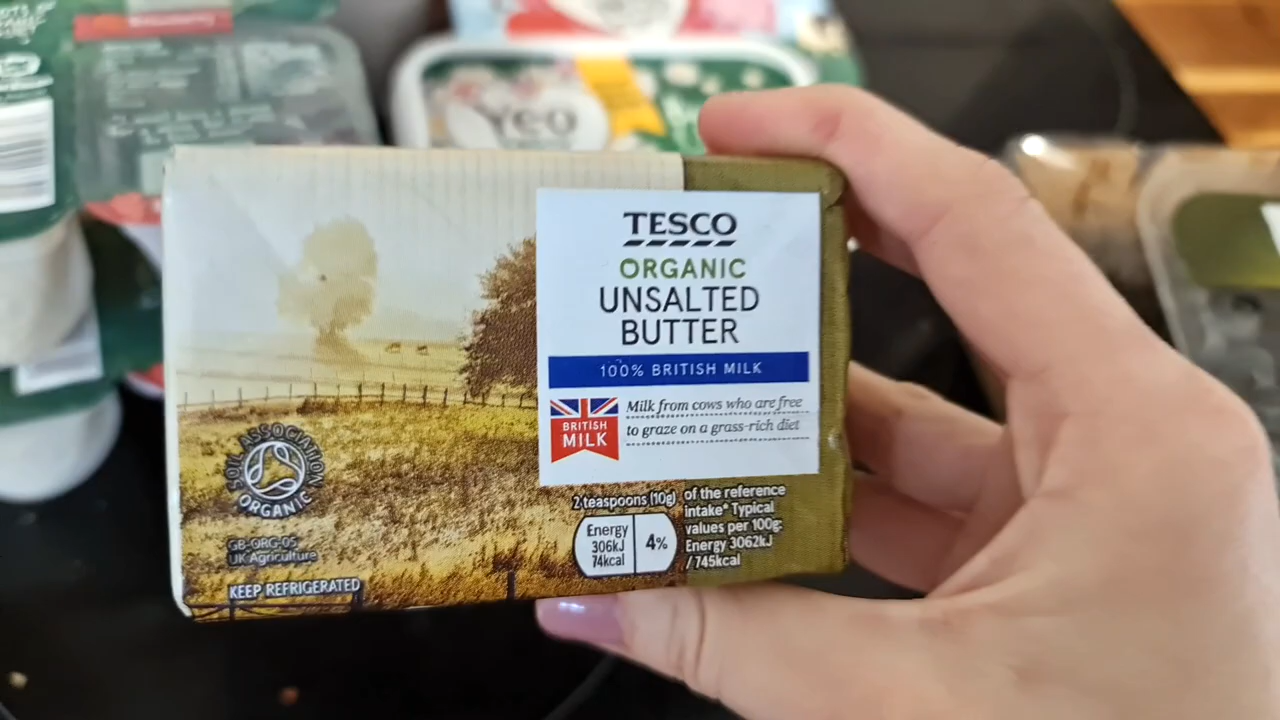 Strawberry
Yeo
TESCO
ORGANIC
UNSALTED
BUTTER
100% BRITISH MILK
BRITISH
MILK
Milk from cows who are free
to graze on a grass-rich diet
SOIL ASSOCIATION
ORGANIC
GB-ORG-05
UK Agriculture
KEEP REFRIGERATED
2 teaspoons (10g)
Energy
306kJ
74kcal
4%
of the reference
intake* Typical
values per 100g:
Energy 3062kJ
/ 745kcal